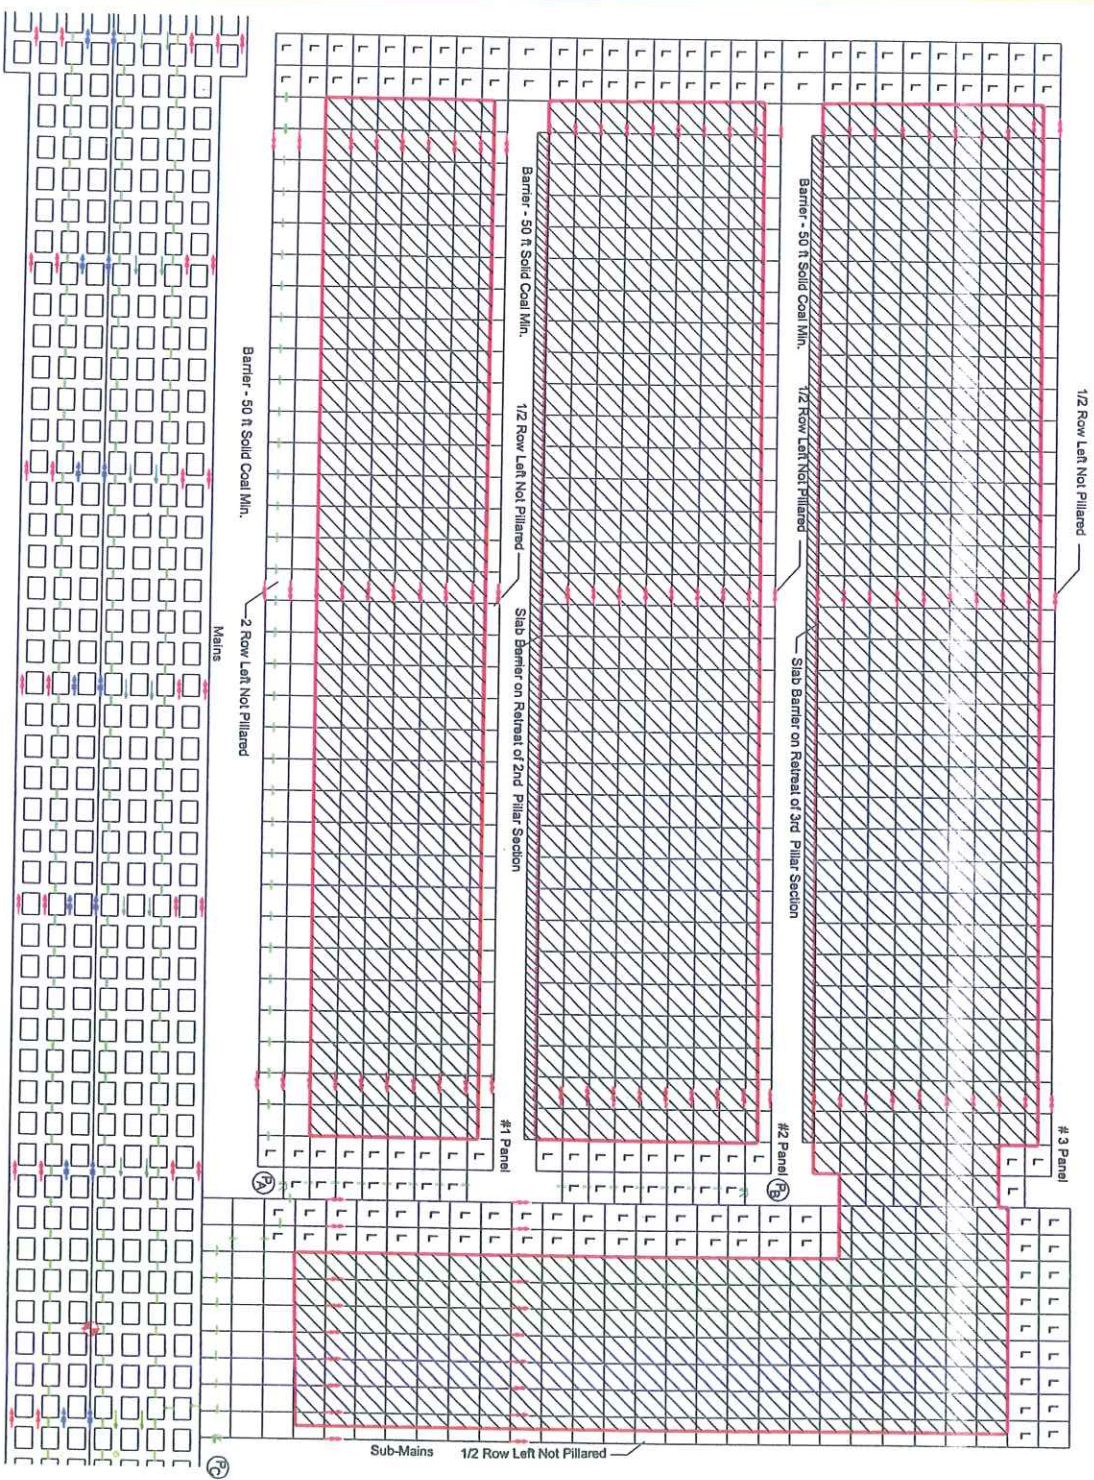 1/2 Row Left Not Pillared
Barrier - 50 ft Solid Coal Min.
1/2 Row Left Not Pillared
Slab Barrier on Retreat of 3rd Pillar Section
# 3 Panel
Barrier - 50 ft Solid Coal Min.
1/2 Row Left Not Pillared
Slab Barrier on Retreat of 2nd Pillar Section
#2 Panel
PB
#1 Panel
PA
Barrier - 50 ft Solid Coal Min.
2 Row Left Not Pillared
Mains
Sub-Mains
1/2 Row Left Not Pillared
PC